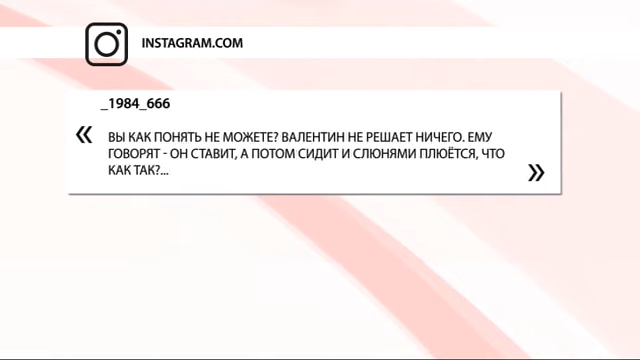 INSTAGRAM.COM
_1984_666
« ВЫ КАК ПОНЯТЬ НЕ МОЖЕТЕ? ВАЛЕНТИН НЕ РЕШАЕТ НИЧЕГО. ЕМУ
ГОВОРЯТ - ОН СТАВИТ, А ПОТОМ СИДИТ И СЛЮНЯМИ ПЛЮЁТСЯ, ЧТО
КАК ТАК?... »